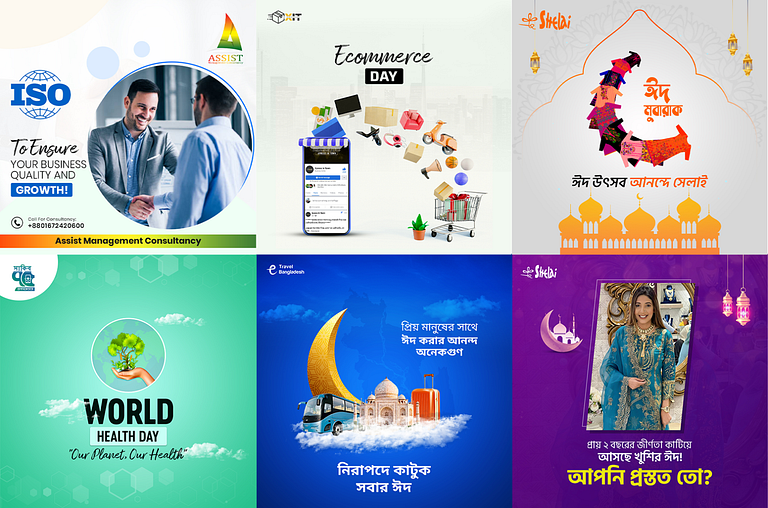 ASSIST
ISO
To Ensure
YOUR BUSINESS
QUALITY AND
GROWTH!
Call For Consultancy:
+8801672420600
Assist Management Consultancy
XIT
Ecommerce
DAY
Shelai
ঈদ
মুবারাক
ঈদ উৎসব আনন্দে সেলাই
WORLD
HEALTH DAY
"Our Planet, Our Health"
Travel
Bangladesh
প্রিয় মানুষের সাথে
ঈদ করার আনন্দ
অনেকগুণ
নিরাপদে কাটুক
সবার ঈদ
Shelai
প্রায় ২ বছরের জীর্ণতা কাটিয়ে
আসছে খুশির ঈদ!
আপনি প্রস্তুত তো?